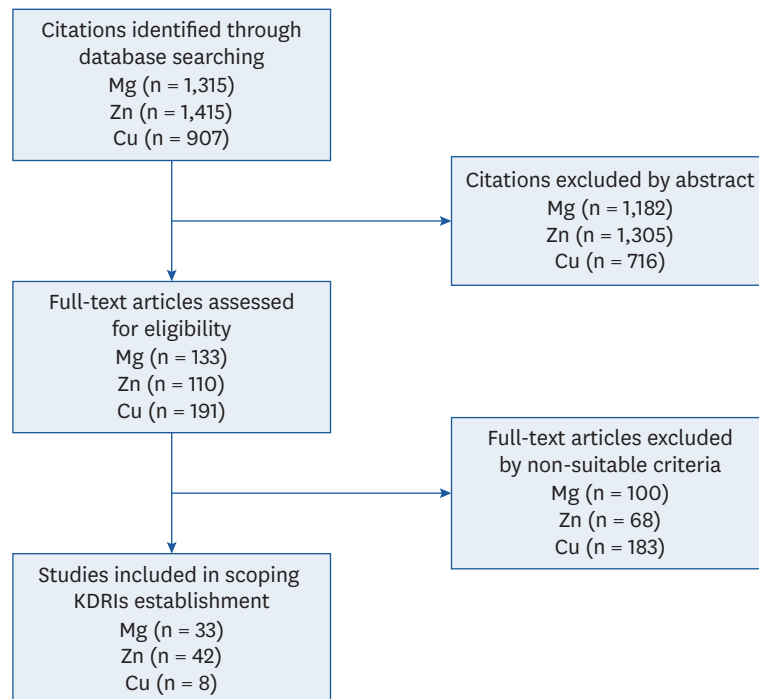 Citations identified through
database searching
Mg (n = 1,315)
Zn (n = 1,415)
Cu (n = 907)
Citations excluded by abstract
Mg (n = 1,182)
Zn (n = 1,305)
Cu (n = 716)
Full-text articles assessed
for eligibility
Mg (n = 133)
Zn (n = 110)
Cu (n = 191)
Full-text articles excluded
by non-suitable criteria
Mg (n = 100)
Zn (n = 68)
Cu (n = 183)
Studies included in scoping
KDRIs establishment
Mg (n = 33)
Zn (n = 42)
Cu (n = 8)